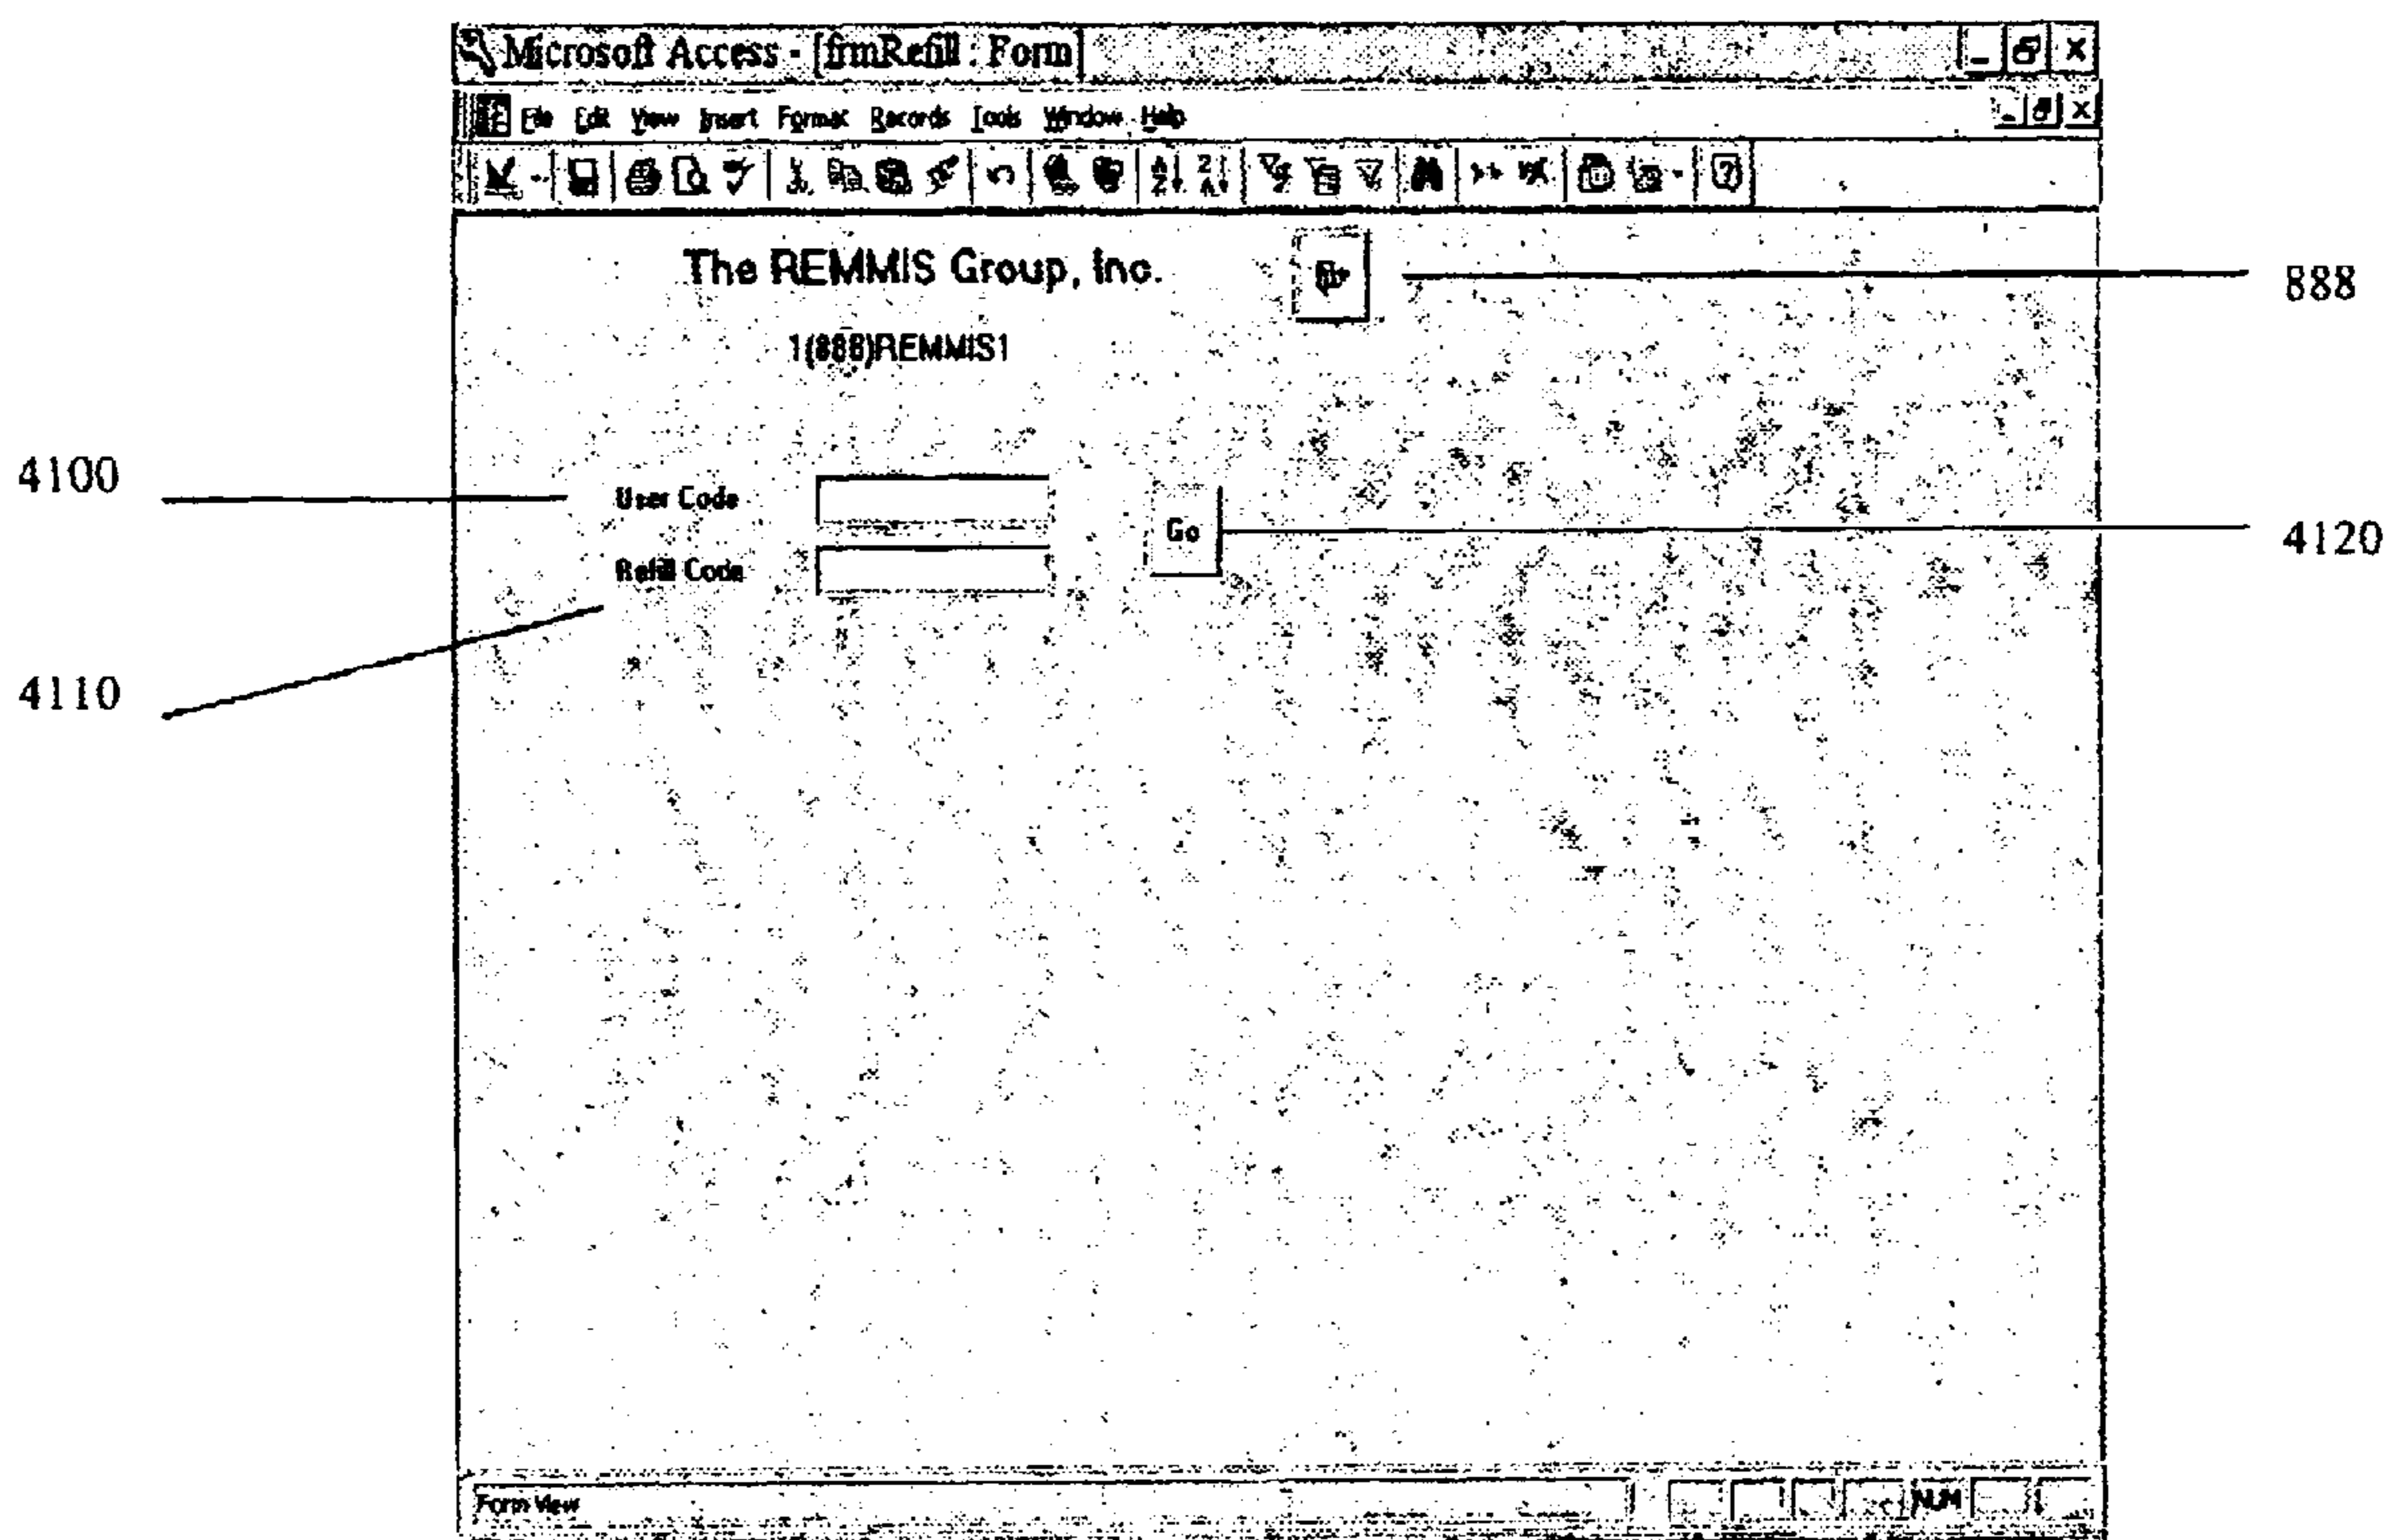 Microsoft Access - [frmRefill : Form]
File Edit View Insert Format Records Tools Window Help
The REMMIS Group, Inc.
888
1(888)REMMIS1
4100
User Code
Go
4120
Refill Code
4110
Form View
NUM